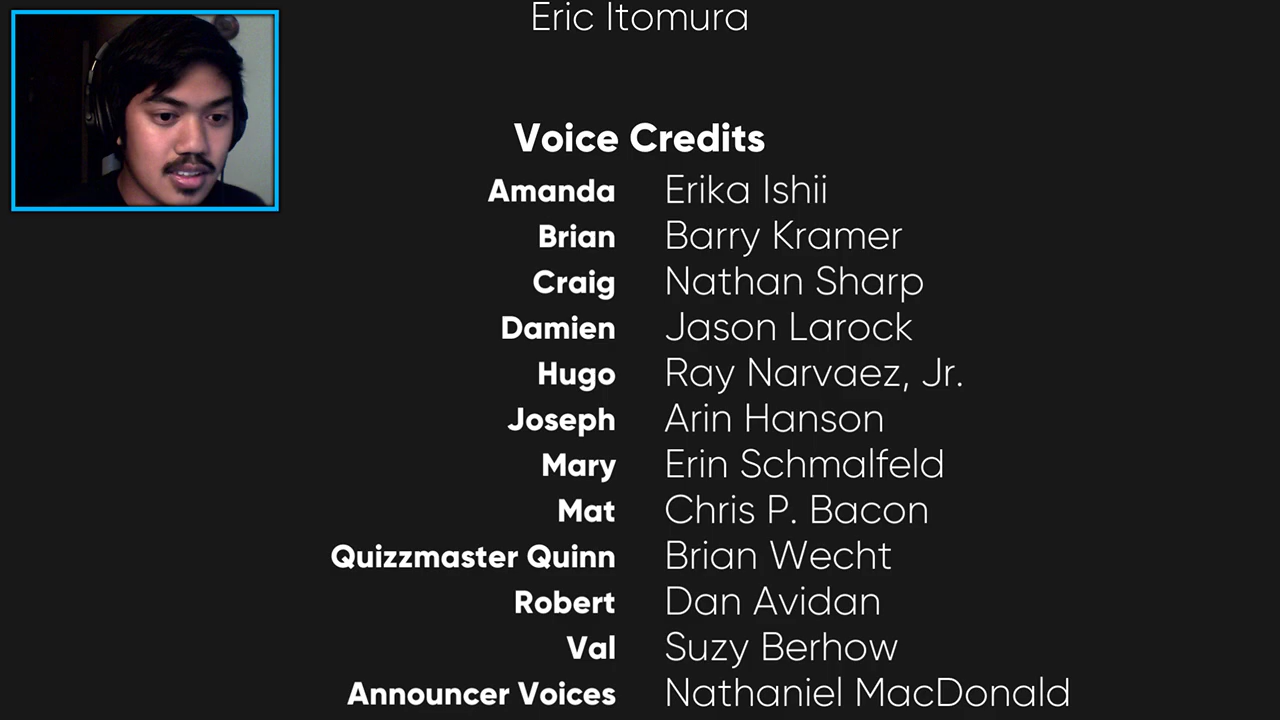 Eric Itomura
Voice Credits
Amanda Erika Ishii
Brian Barry Kramer
Craig Nathan Sharp
Damien Jason Larock
Hugo Ray Narvaez, Jr.
Joseph Arin Hanson
Mary Erin Schmalfeld
Mat Chris P. Bacon
Quizzmaster Quinn Brian Wecht
Robert Dan Avidan
Val Suzy Berhow
Announcer Voices Nathaniel MacDonald